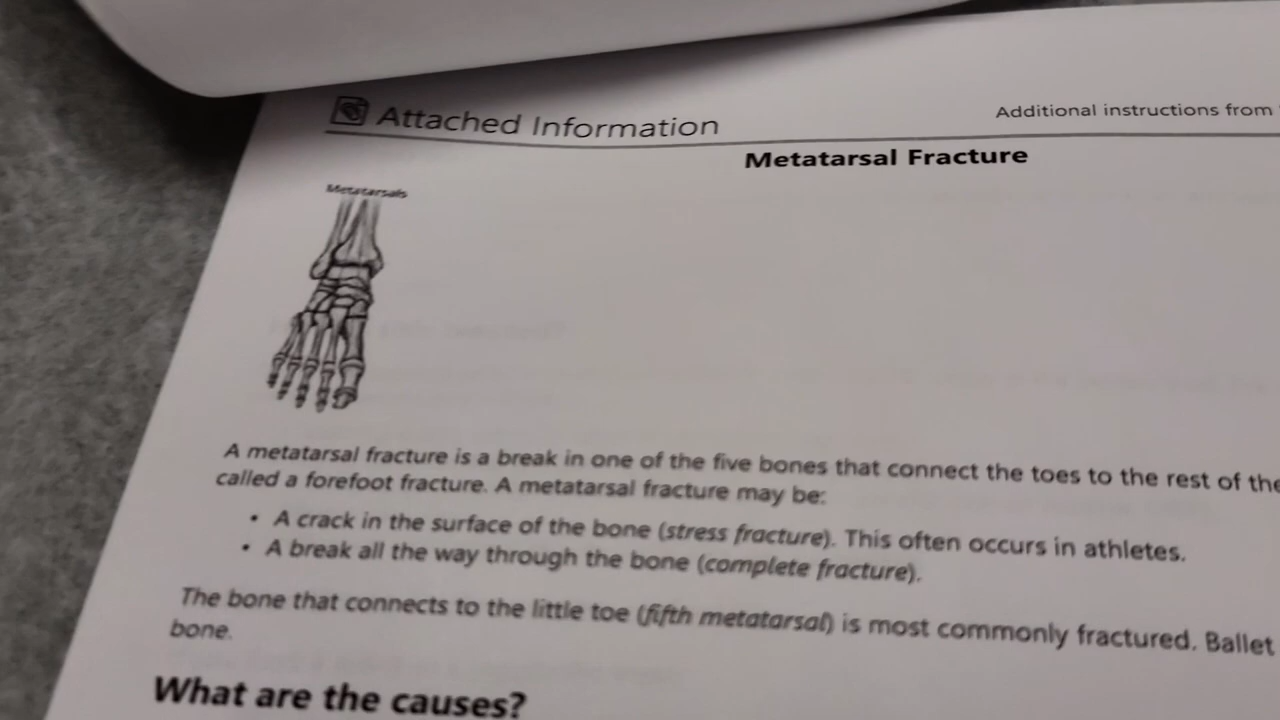 Attached Information
Additional instructions from
Metatarsal Fracture
Metatarsals
A metatarsal fracture is a break in one of the five bones that connect the toes to the rest of the
called a forefoot fracture. A metatarsal fracture may be:
• A crack in the surface of the bone (stress fracture). This often occurs in athletes.
• A break all the way through the bone (complete fracture).
The bone that connects to the little toe (fifth metatarsal) is most commonly fractured. Ballet
bone.
What are the causes?